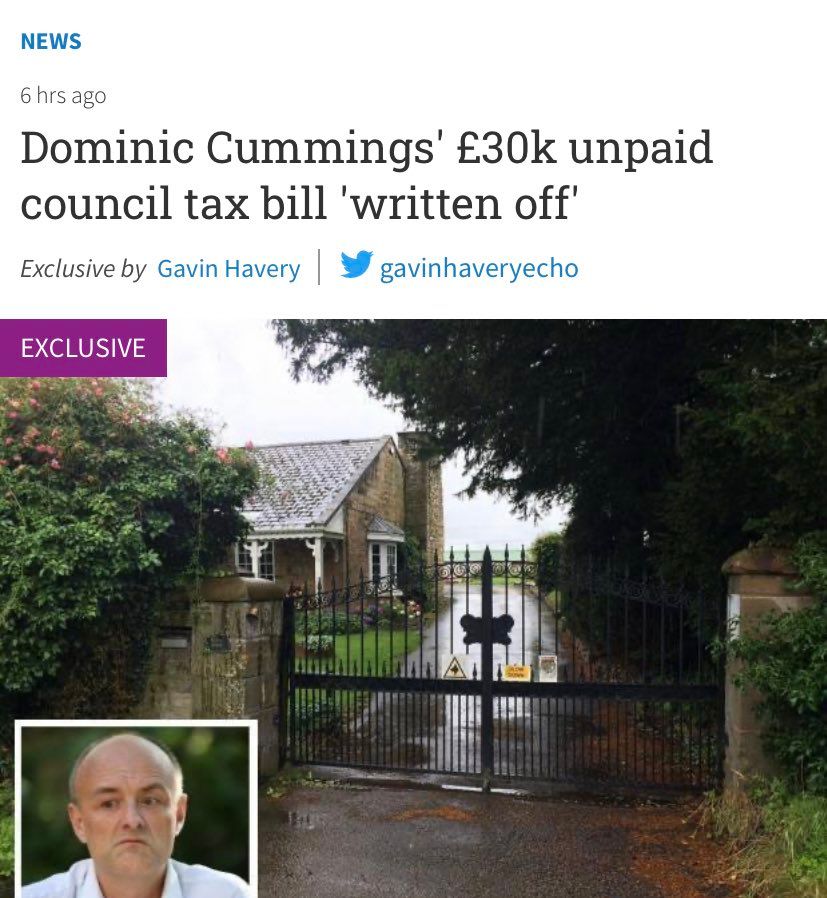 NEWS
6 hrs ago
Dominic Cummings' £30k unpaid
council tax bill 'written off'
Exclusive by Gavin Havery | gavinhaveryecho
EXCLUSIVE
SLOW
DOWN